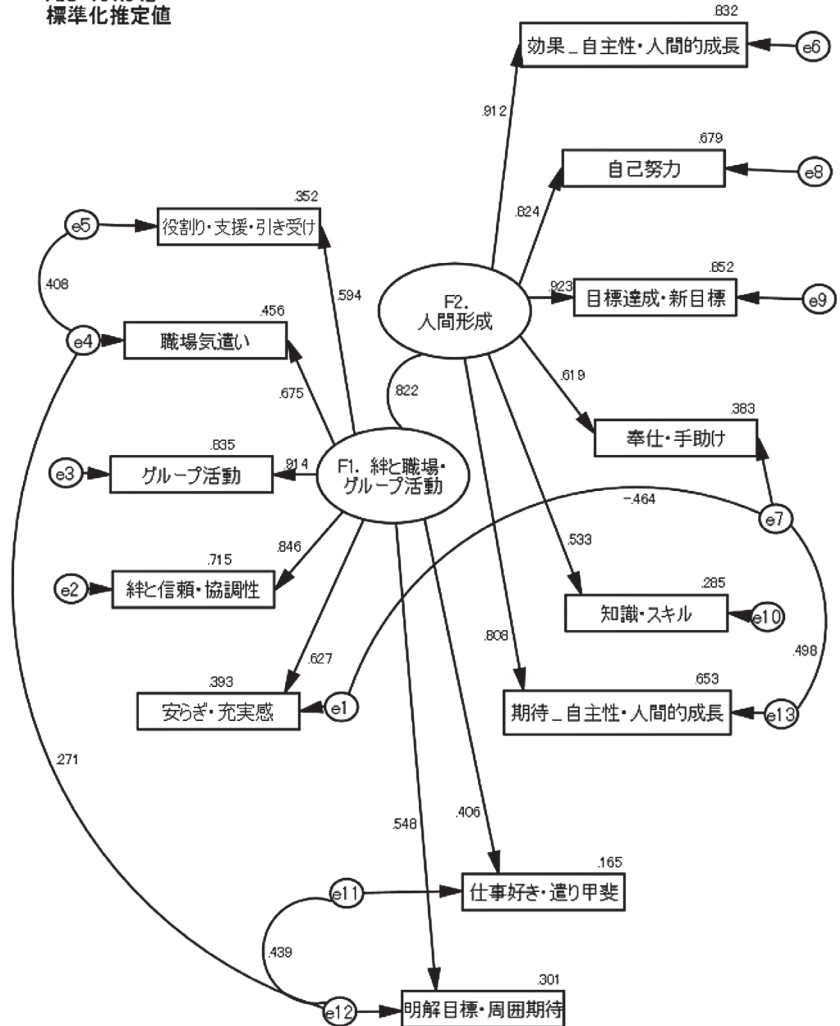 標準化推定値
.832
効果_自主性・人間的成長
e6
.912
.679
自己努力
e8
.824
.352
役割り・支援・引き受け
e5
.594
.408
F2.
人間形成
.923
.852
目標達成・新目標
e9
.456
職場気遣い
e4
.675
.822
.619
.383
奉仕・手助け
.835
グループ活動
e3
.914
F1. 絆と職場・
グループ活動
-.464
e7
.715
絆と信頼・協調性
e2
.846
.533
.285
知識・スキル
e10
.498
.627
.808
.393
安らぎ・充実感
e1
.653
期待_自主性・人間的成長
e13
.271
.548
.406
.165
仕事好き・遣り甲斐
e11
.439
.301
明解目標・周囲期待
e12